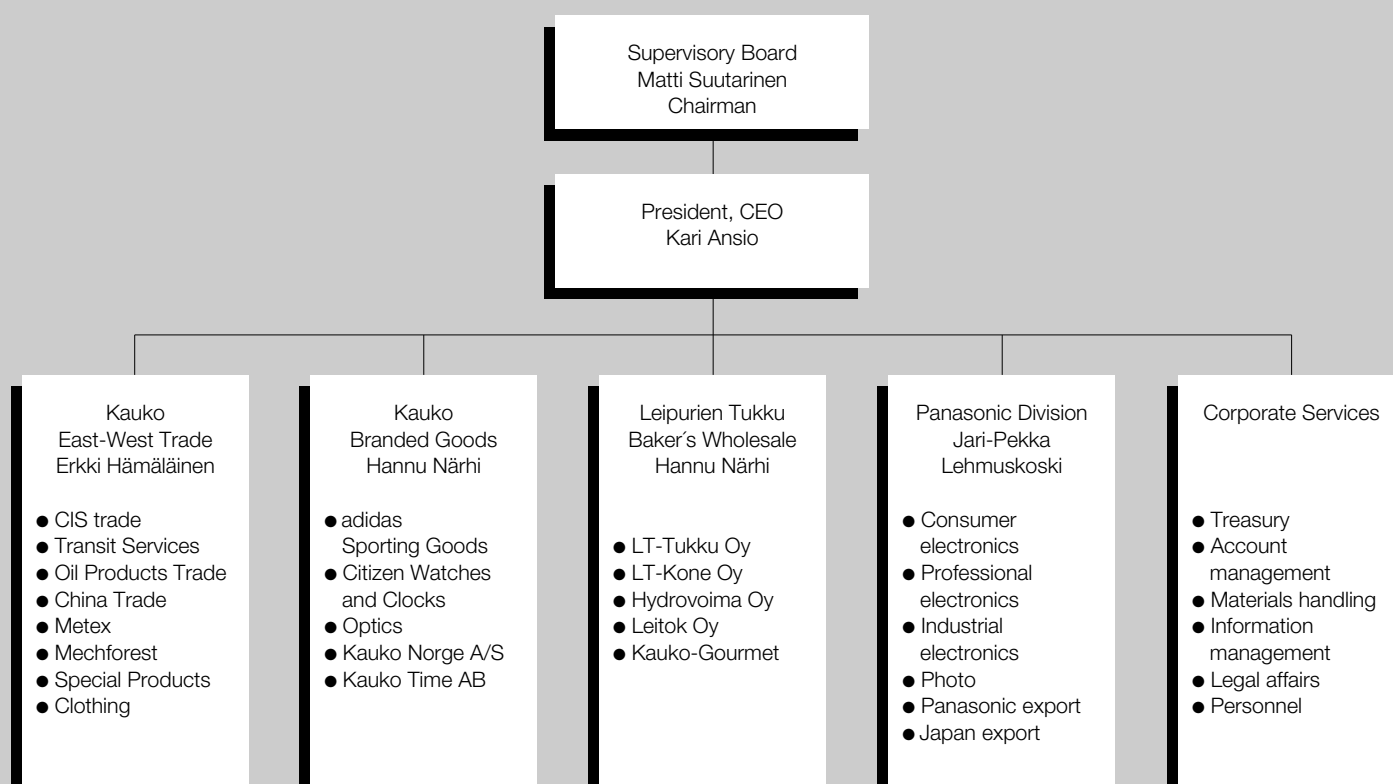 Supervisory Board
Matti Suutarinen
Chairman
President, CEO
Kari Ansio
Kauko
East-West Trade
Erkki Hämäläinen
● CIS trade
● Transit Services
● Oil Products Trade
● China Trade
● Metex
● Mechforest
● Special Products
● Clothing
Kauko
Branded Goods
Hannu Närhi
● adidas
Sporting Goods
● Citizen Watches
and Clocks
● Optics
● Kauko Norge A/S
● Kauko Time AB
Leipurien Tukku
Baker´s Wholesale
Hannu Närhi
● LT-Tukku Oy
● LT-Kone Oy
● Hydrovoima Oy
● Leitok Oy
● Kauko-Gourmet
Panasonic Division
Jari-Pekka
Lehmuskoski
● Consumer
electronics
● Professional
electronics
● Industrial
electronics
● Photo
● Panasonic export
● Japan export
Corporate Services
● Treasury
● Account
management
● Materials handling
● Information
management
● Legal affairs
● Personnel